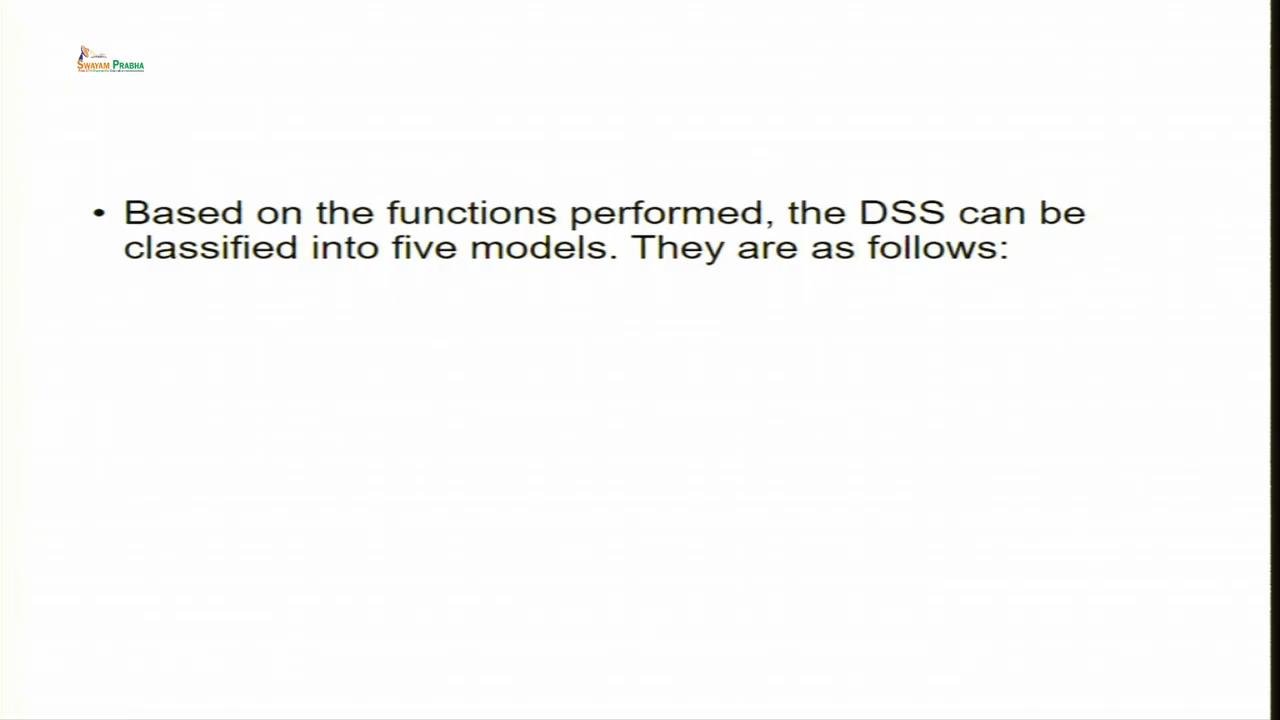 SWAYAM PRABHA
• Based on the functions performed, the DSS can be
classified into five models. They are as follows: